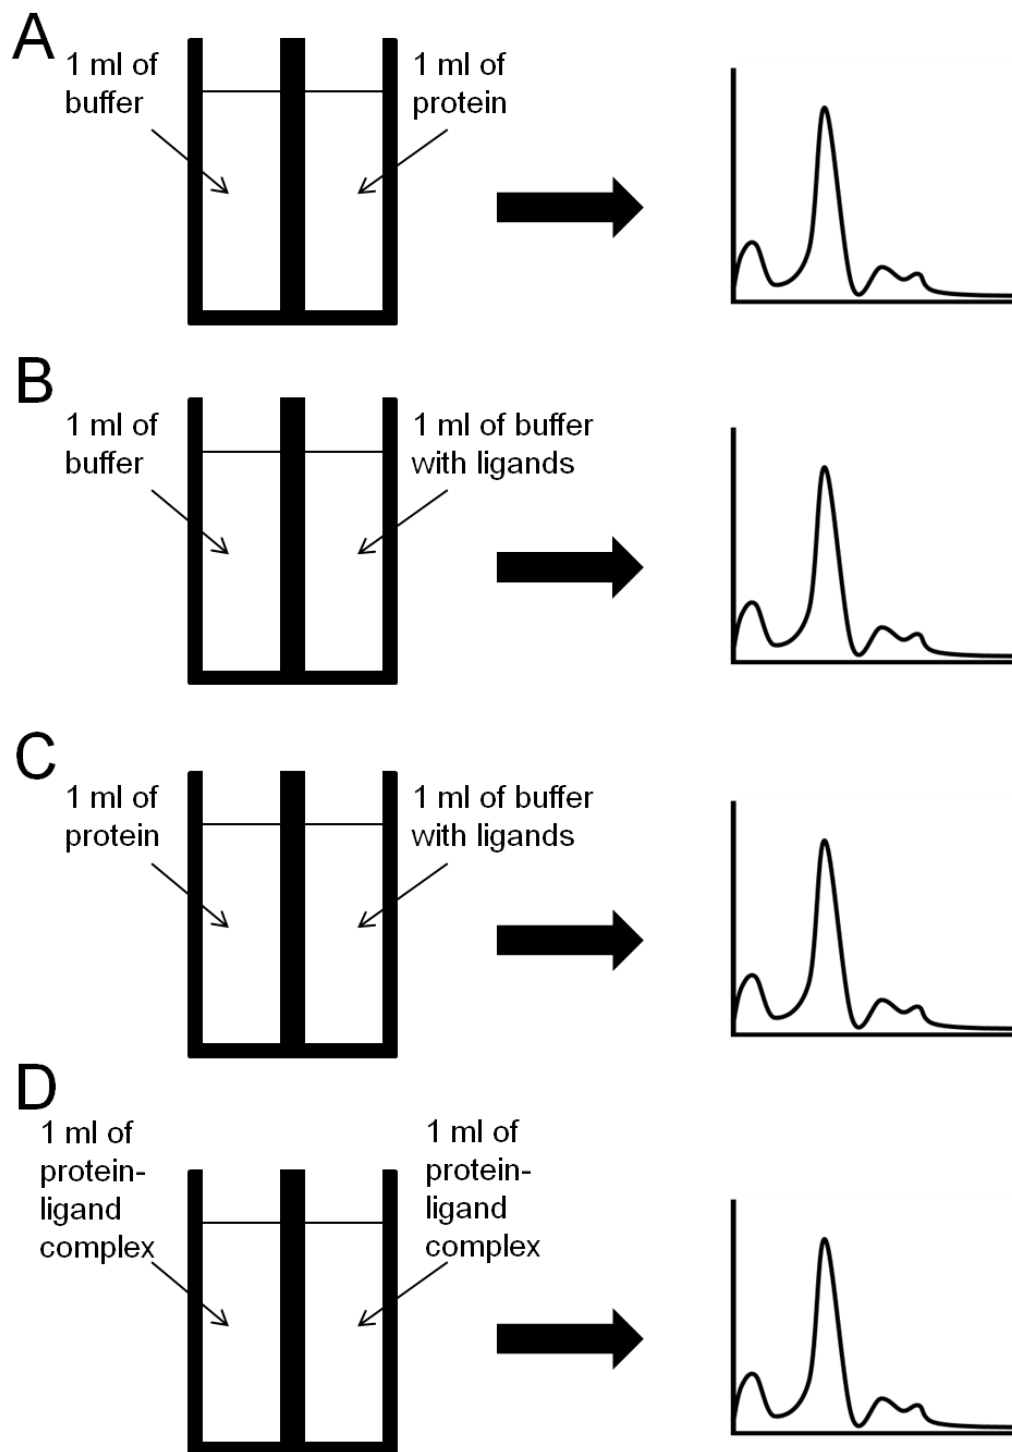 A
1 ml of
buffer
1 ml of
protein
B
1 ml of
buffer
1 ml of buffer
with ligands
C
1 ml of
protein
1 ml of buffer
with ligands
D
1 ml of
protein-
ligand
complex
1 ml of
protein-
ligand
complex